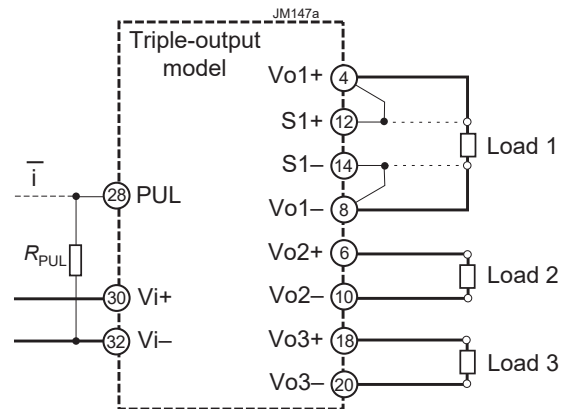 JM147a
Triple-output
model
Vo1+ 4
S1+ 12
S1– 14
Load 1
i
28 PUL
Vo1– 8
Vo2+ 6
RPUL
Load 2
30 Vi+
Vo2– 10
32 Vi–
Vo3+ 18
Load 3
Vo3– 20